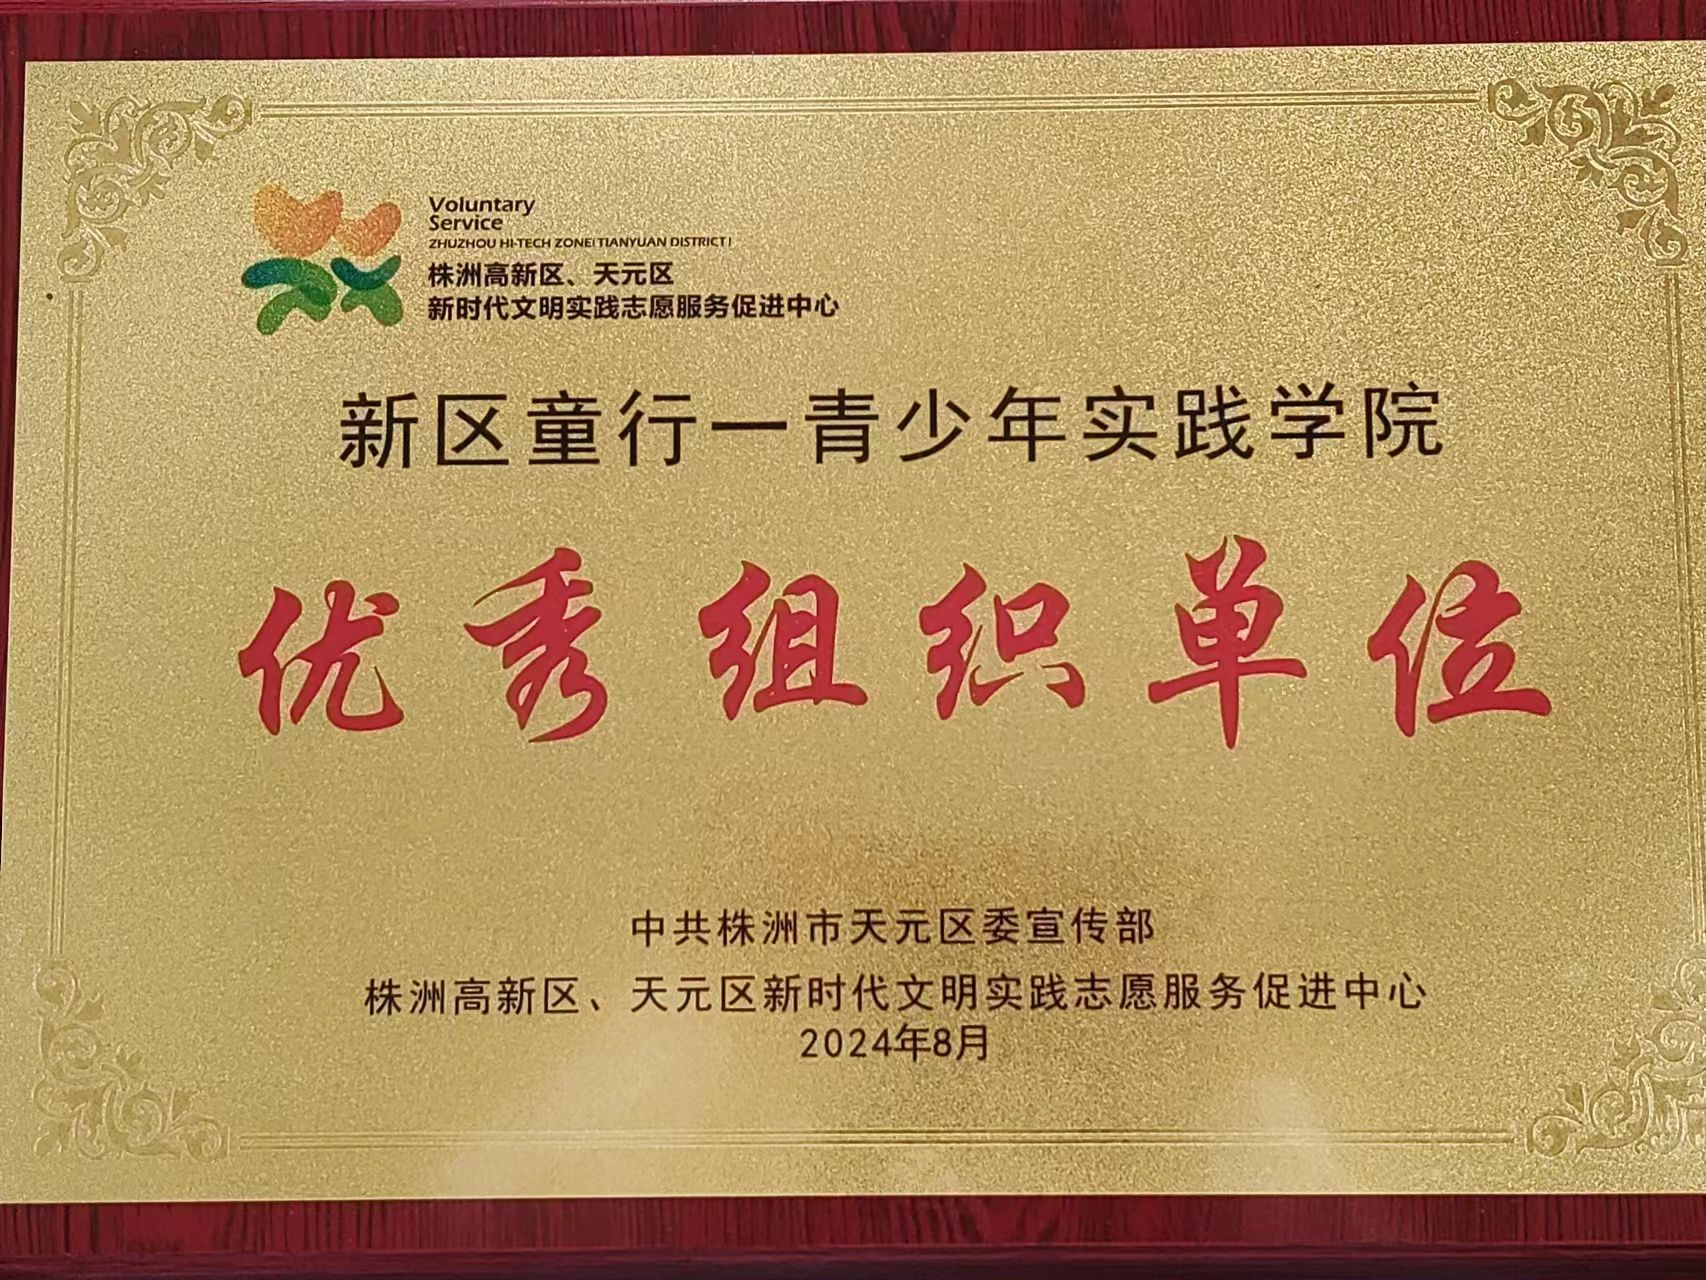 Voluntary
Service
ZHUZHOU HI-TECH ZONE|TIANYUAN DISTRICT|
株洲高新区、天元区
新时代文明实践志愿服务促进中心
新区童行一青少年实践学院
优秀组织单位
中共株洲市天元区委宣传部
株洲高新区、天元区新时代文明实践志愿服务促进中心
2024年8月